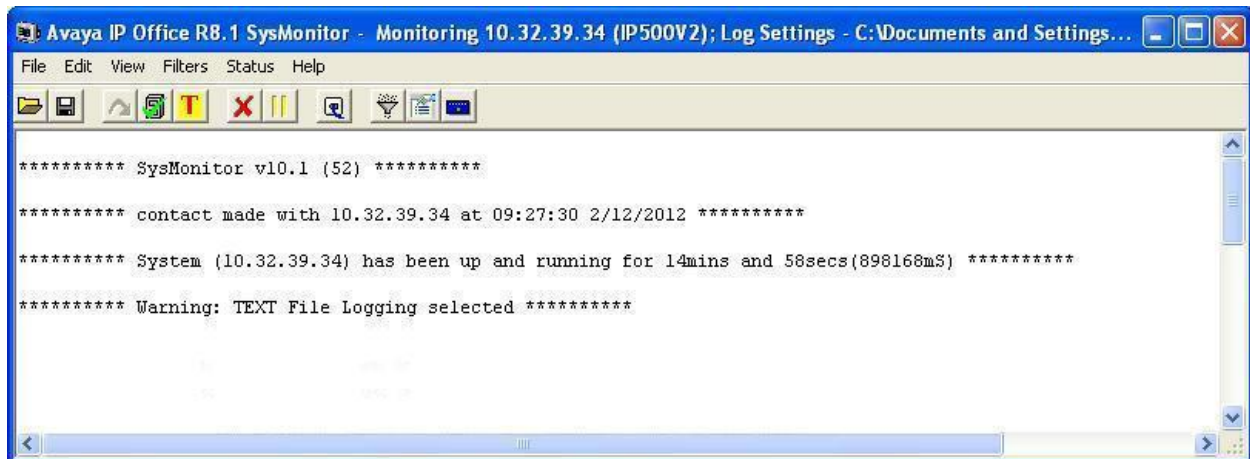 Avaya IP Office R8.1 SysMonitor - Monitoring 10.32.39.34 (IP500V2); Log Settings - C:\Documents and Settings...
File Edit View Filters Status Help
T
********** SysMonitor v10.1 (52) **********
********** contact made with 10.32.39.34 at 09:27:30 2/12/2012 **********
********** System (10.32.39.34) has been up and running for 14mins and 58secs(898168mS) **********
********** Warning: TEXT File Logging selected **********